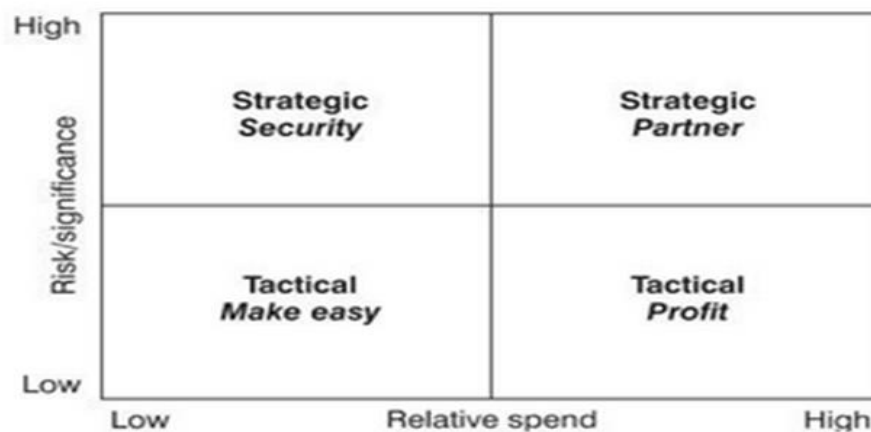 High
Strategic
Security
Strategic
Partner
Risk/significance
Tactical
Make easy
Tactical
Profit
Low
Low
Relative spend
High